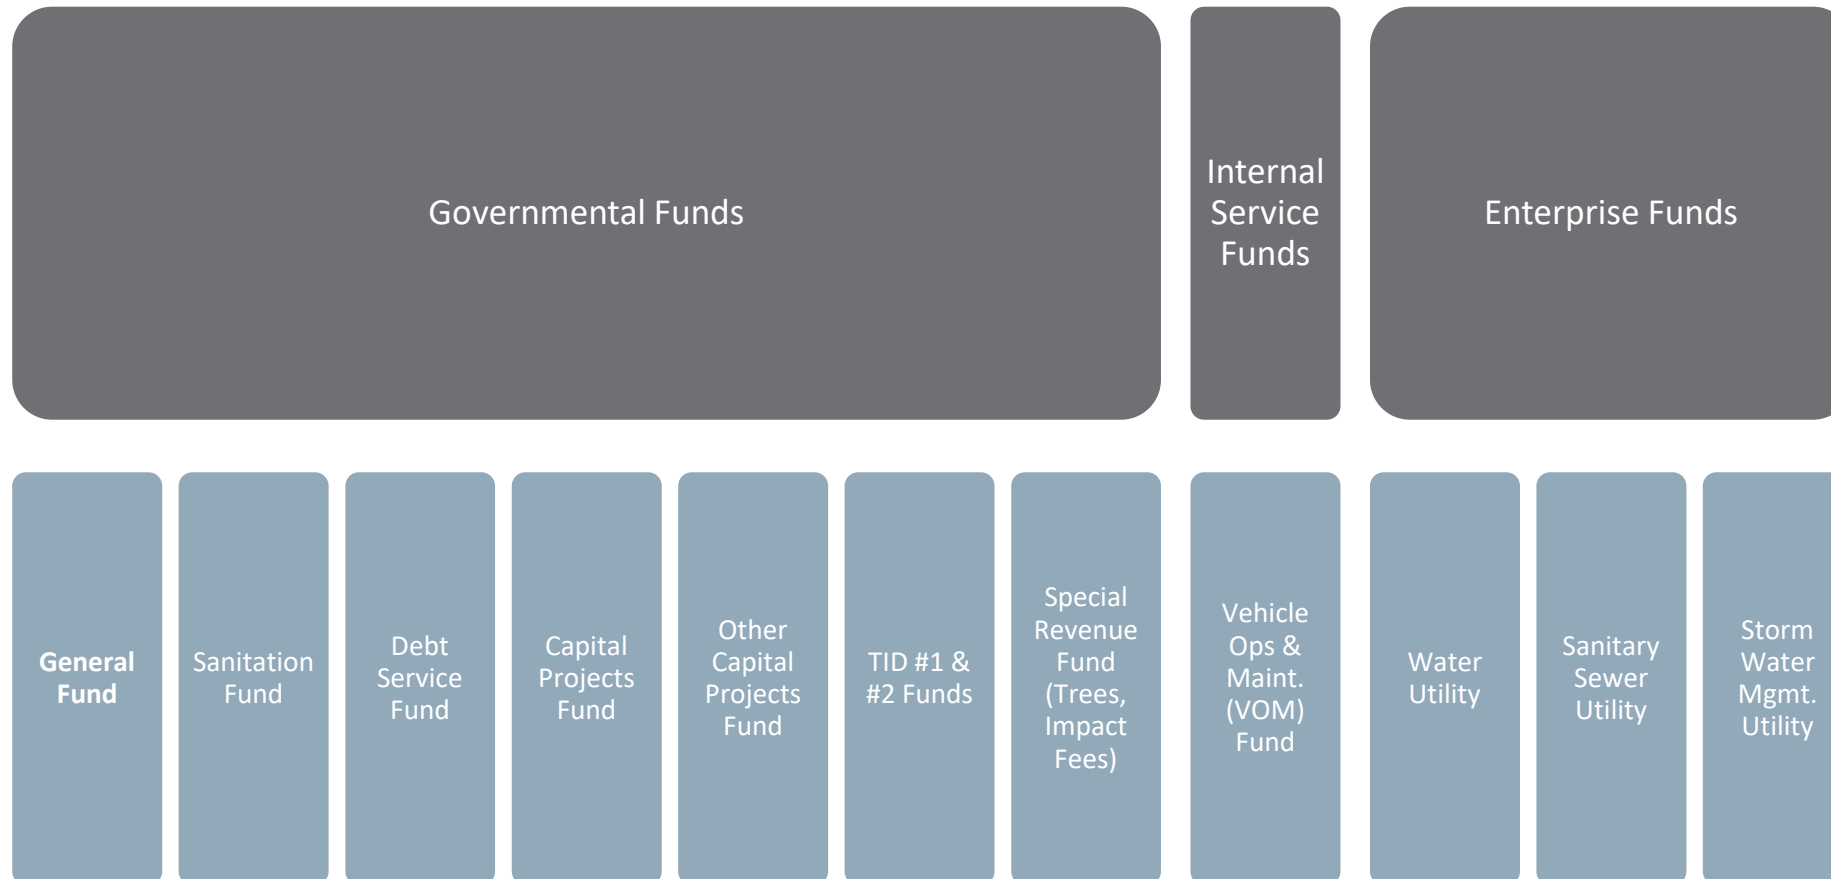 Governmental Funds
Internal
Service
Funds
Enterprise Funds
General
Fund
Sanitation
Fund
Debt
Service
Fund
Capital
Projects
Fund
Other
Capital
Projects
Fund
TID #1 &
#2 Funds
Special
Revenue
Fund
(Trees,
Impact
Fees)
Vehicle
Ops &
Maint.
(VOM)
Fund
Water
Utility
Sanitary
Sewer
Utility
Storm
Water
Mgmt.
Utility